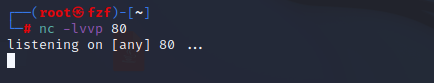 ┌──(root㉿fzf)-[~]
└─# nc -lvvp 80
listening on [any] 80 ...